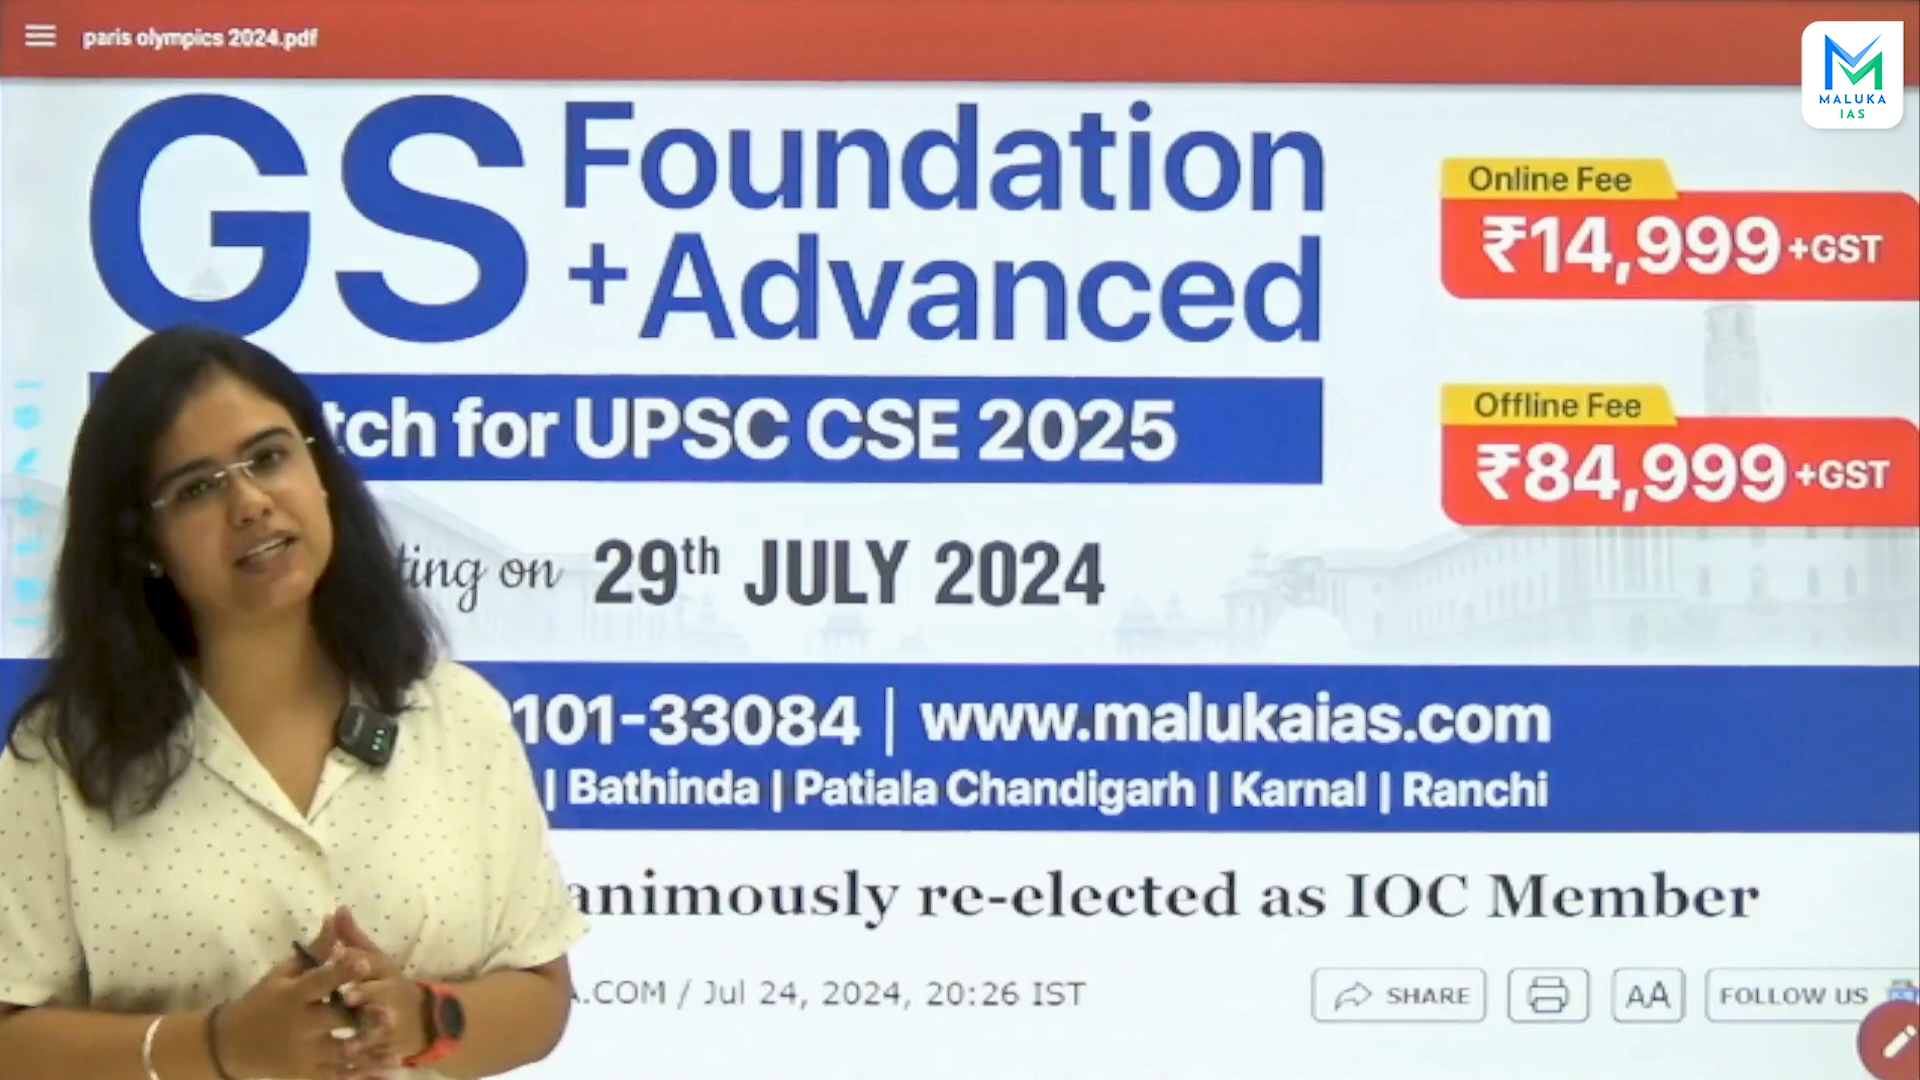 paris olympics 2024.pdf
MALUKA
IAS
GS Foundation
+Advanced
Online Fee
₹14,999 +GST
Offline Fee
₹84,999 +GST
for UPSC CSE 2025
on 29th JULY 2024
101-33084 | www.malukaias.com
| Bathinda | Patiala Chandigarh | Karnal | Ranchi
animously re-elected as IOC Member
.COM / Jul 24, 2024, 20:26 IST
SHARE
AA
FOLLOW US